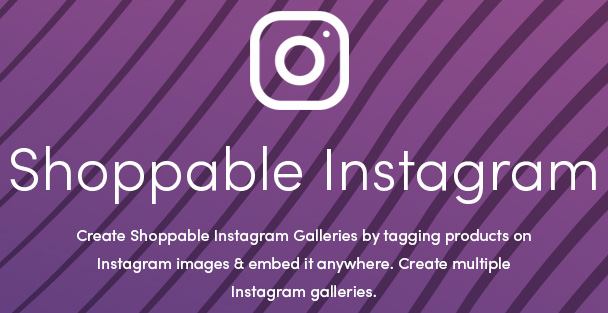 Shoppable Instagram
Create Shoppable Instagram Galleries by tagging products on
Instagram images & embed it anywhere. Create multiple
Instagram galleries.